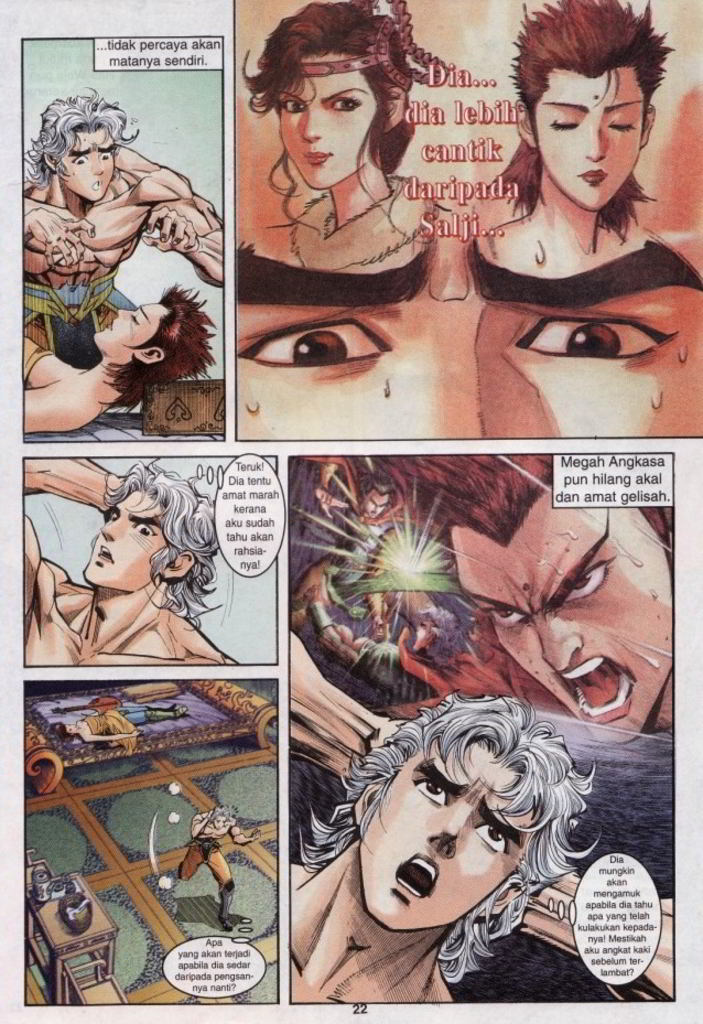 ...tidak percaya akan
matanya sendiri.
Dia...
dia lebih
cantik
daripada
Salji...
Teruk!
Dia tentu
amat marah
kerana
aku sudah
tahu akan
rahsia-
nya!
Megah Angkasa
pun hilang akal
dan amat gelisah.
Apa
yang akan terjadi
apabila dia sedar
daripada pengsan-
nya nanti?
Dia
mungkin
akan
mengamuk
apabila dia tahu
apa yang telah
kulakukan kepada-
nya! Mestikah
aku angkat kaki
sebelum ter-
lambat?
22